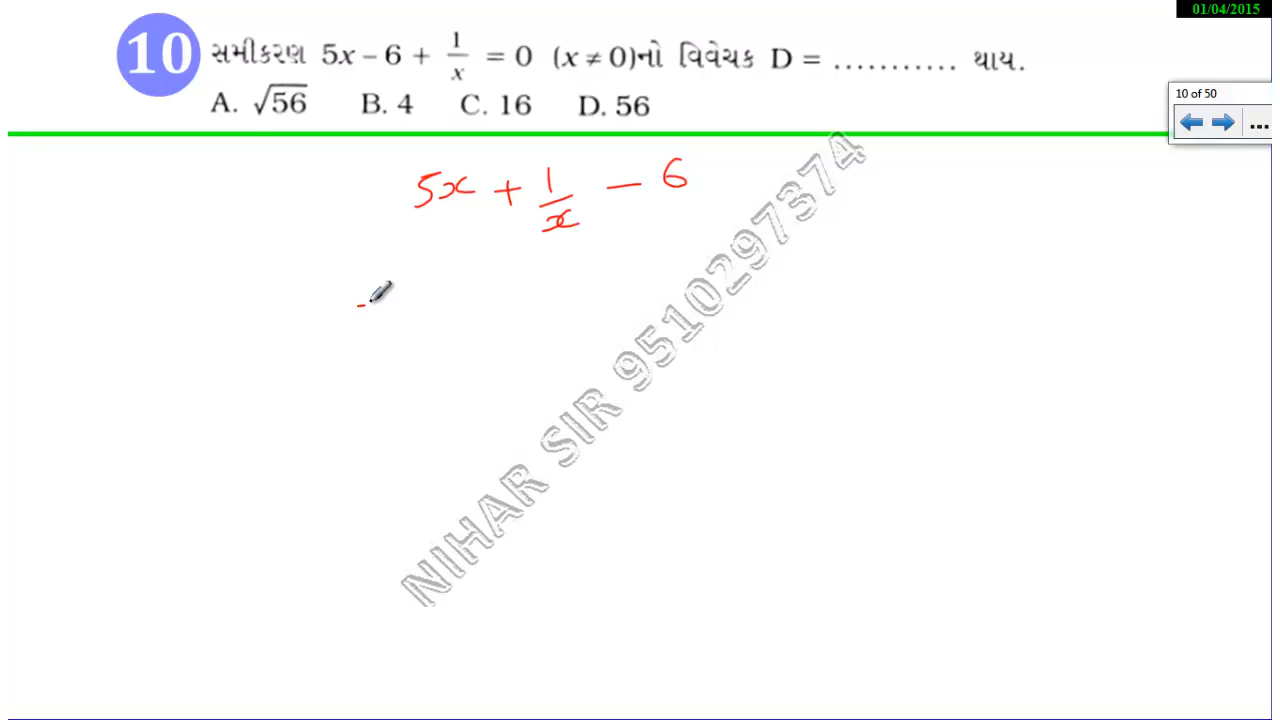 01/04/2015
10 સમીકરણ 5x – 6 + 1/x = 0 (x ≠ 0)નો વિવેચક D = ........... થાય.
A. √56 B. 4 C. 16 D. 56
10 of 50
...
5x + 1/x – 6
NIHAR SIR 9510297374